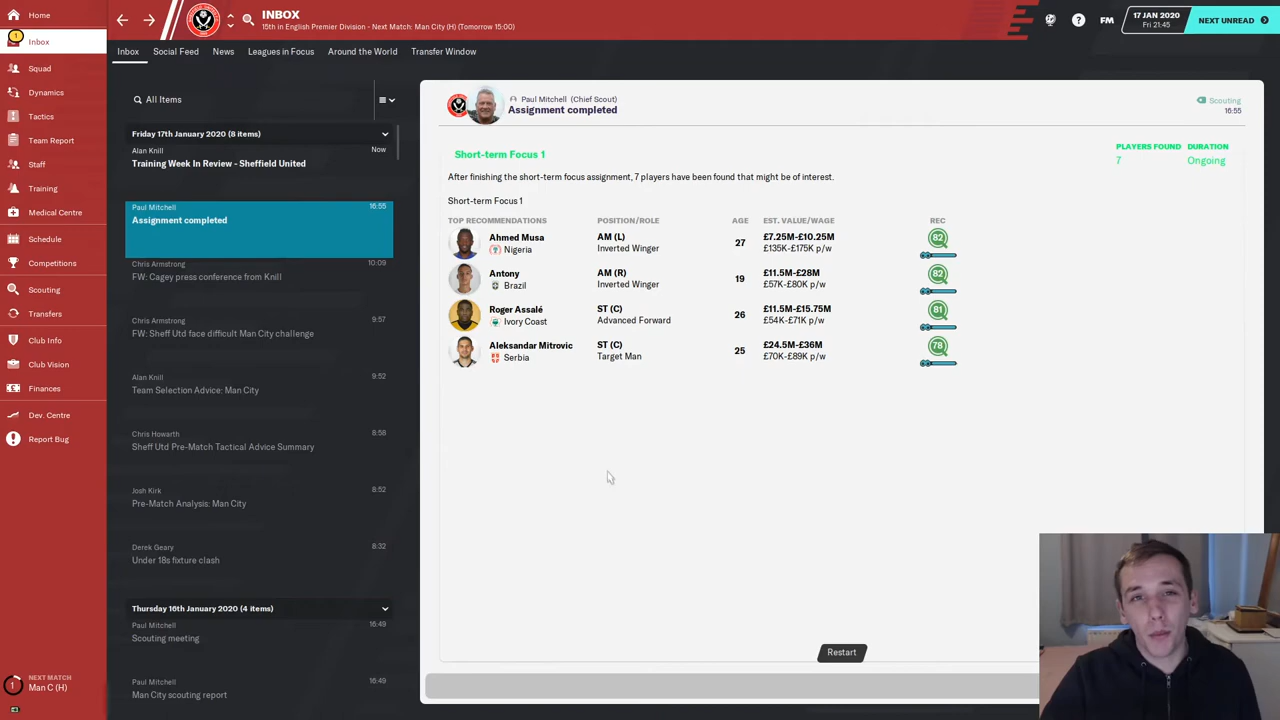 Home
INBOX
15th in English Premier Division - Next Match: Man City (H) (Tomorrow 15:00)
FM
17 JAN 2020
Fri 21:45
NEXT UNREAD
1
Inbox
Squad
Dynamics
Tactics
Team Report
Staff
Training
Medical Centre
Schedule
Competitions
Scouting
Transfers
Club Info
Club Vision
Finances
Dev. Centre
Report Bug
1
NEXT MATCH
Man C (H)
Inbox
Social Feed
News
Leagues in Focus
Around the World
Transfer Window
All Items
Friday 17th January 2020 (8 items)
Alan Knill
Now
Training Week In Review - Sheffield United
Paul Mitchell
16:55
Assignment completed
Chris Armstrong
10:09
FW: Cagey press conference from Knill
Chris Armstrong
9:57
FW: Sheff Utd face difficult Man City challenge
Alan Knill
9:52
Team Selection Advice: Man City
Chris Howarth
8:58
Sheff Utd Pre-Match Tactical Advice Summary
Josh Kirk
8:52
Pre-Match Analysis: Man City
Derek Geary
8:32
Under 18s fixture clash
Thursday 16th January 2020 (4 items)
Paul Mitchell
16:49
Scouting meeting
Paul Mitchell
16:49
Man City scouting report
Paul Mitchell (Chief Scout)
Assignment completed
Scouting
16:55
Short-term Focus 1
PLAYERS FOUND DURATION
7 Ongoing
After finishing the short-term focus assignment, 7 players have been found that might be of interest.
Short-term Focus 1
TOP RECOMMENDATIONS POSITION/ROLE AGE EST. VALUE/WAGE REC
Ahmed Musa AM (L) 27 £7.25M-£10.25M 82
Nigeria Inverted Winger £135K-£175K p/w
Antony AM (R) 19 £11.5M-£28M 82
Brazil Inverted Winger £57K-£80K p/w
Roger Assalé ST (C) 26 £11.5M-£15.75M 81
Ivory Coast Advanced Forward £54K-£71K p/w
Aleksandar Mitrovic ST (C) 25 £24.5M-£36M 78
Serbia Target Man £70K-£89K p/w
Restart